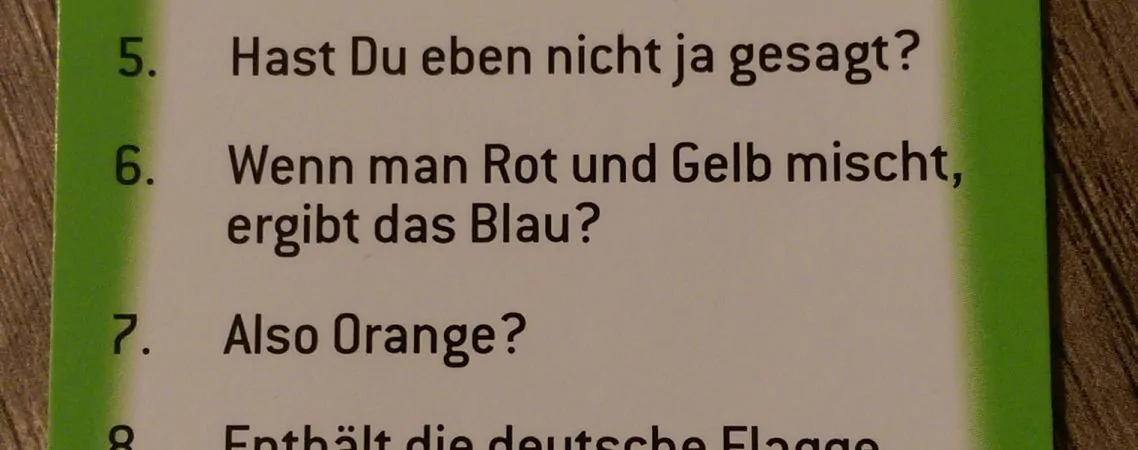 5. Hast Du eben nicht ja gesagt?
6. Wenn man Rot und Gelb mischt,
ergibt das Blau?
7. Also Orange?
8. Enthält die deutsche Flagge